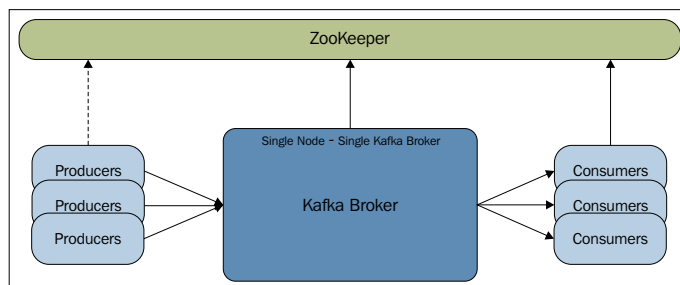 ZooKeeper
Single Node - Single Kafka Broker
Kafka Broker
Producers
Producers
Producers
Consumers
Consumers
Consumers